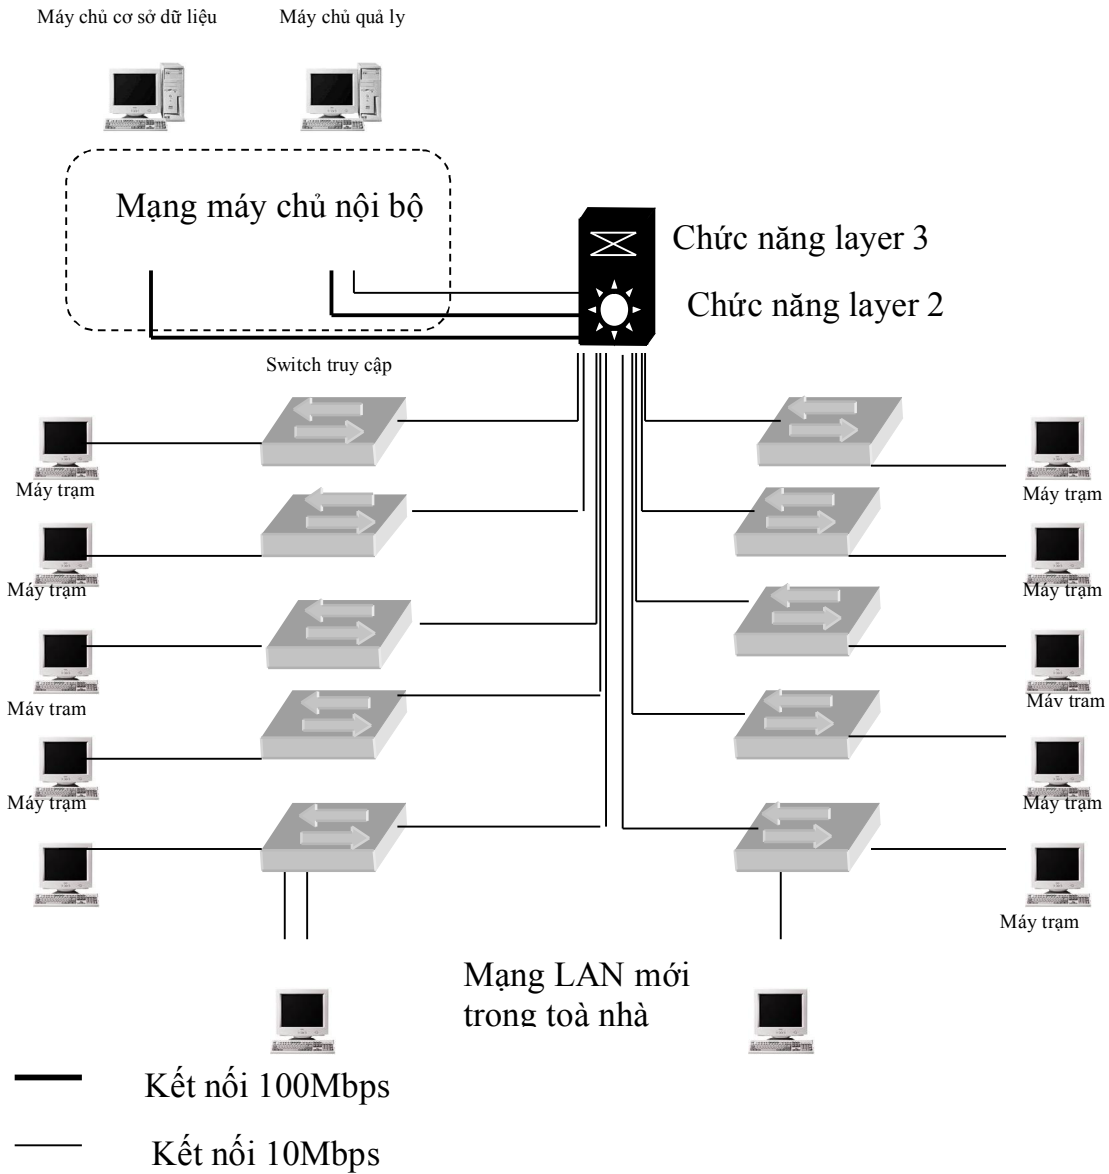 Máy chủ cơ sở dữ liệu
Máy chủ quả ly
Mạng máy chủ nội bộ
Chức năng layer 3
Chức năng layer 2
Switch truy cập
Máy trạm
Máy trạm
Máy trạm
Máy trạm
Máy trạm
Máy trạm
Máy trạm
Máy trạm
Máy trạm
Mạng LAN mới
trong toà nhà
Kết nối 100Mbps
Kết nối 10Mbps